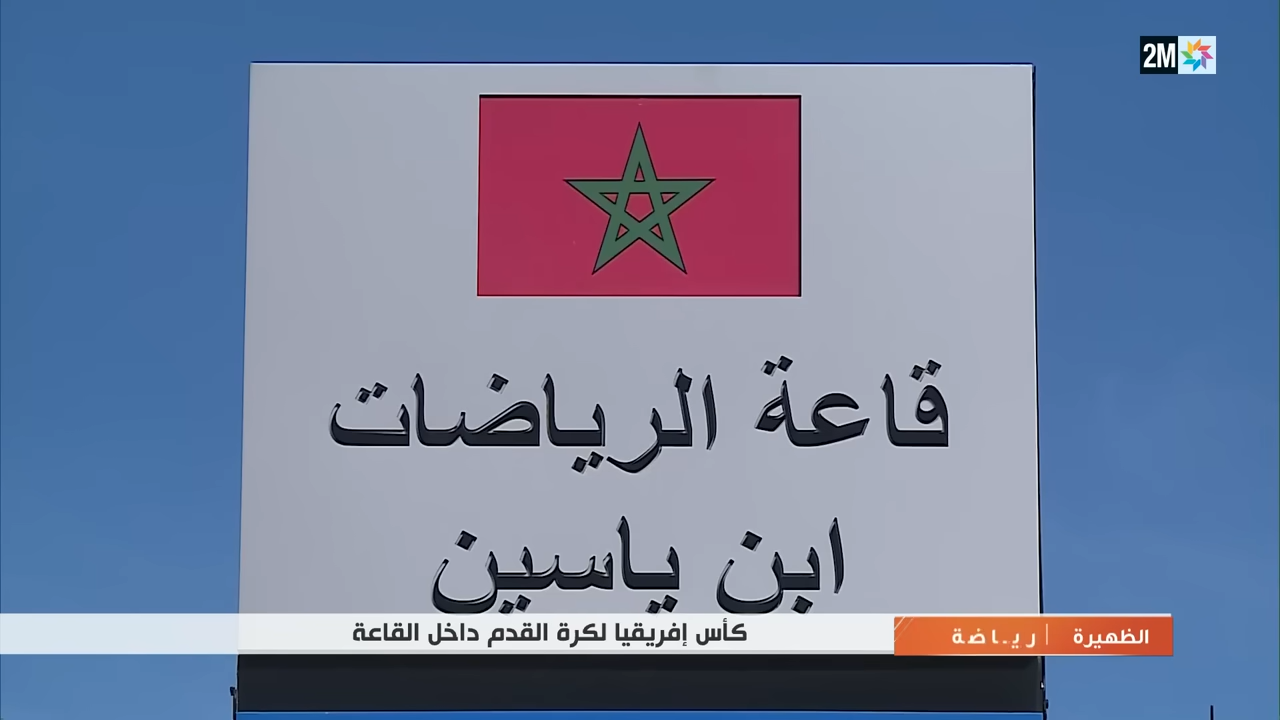 2M
قاعة الرياضات
ابن ياسين
الظهيرة | رياضة
كأس إفريقيا لكرة القدم داخل القاعة